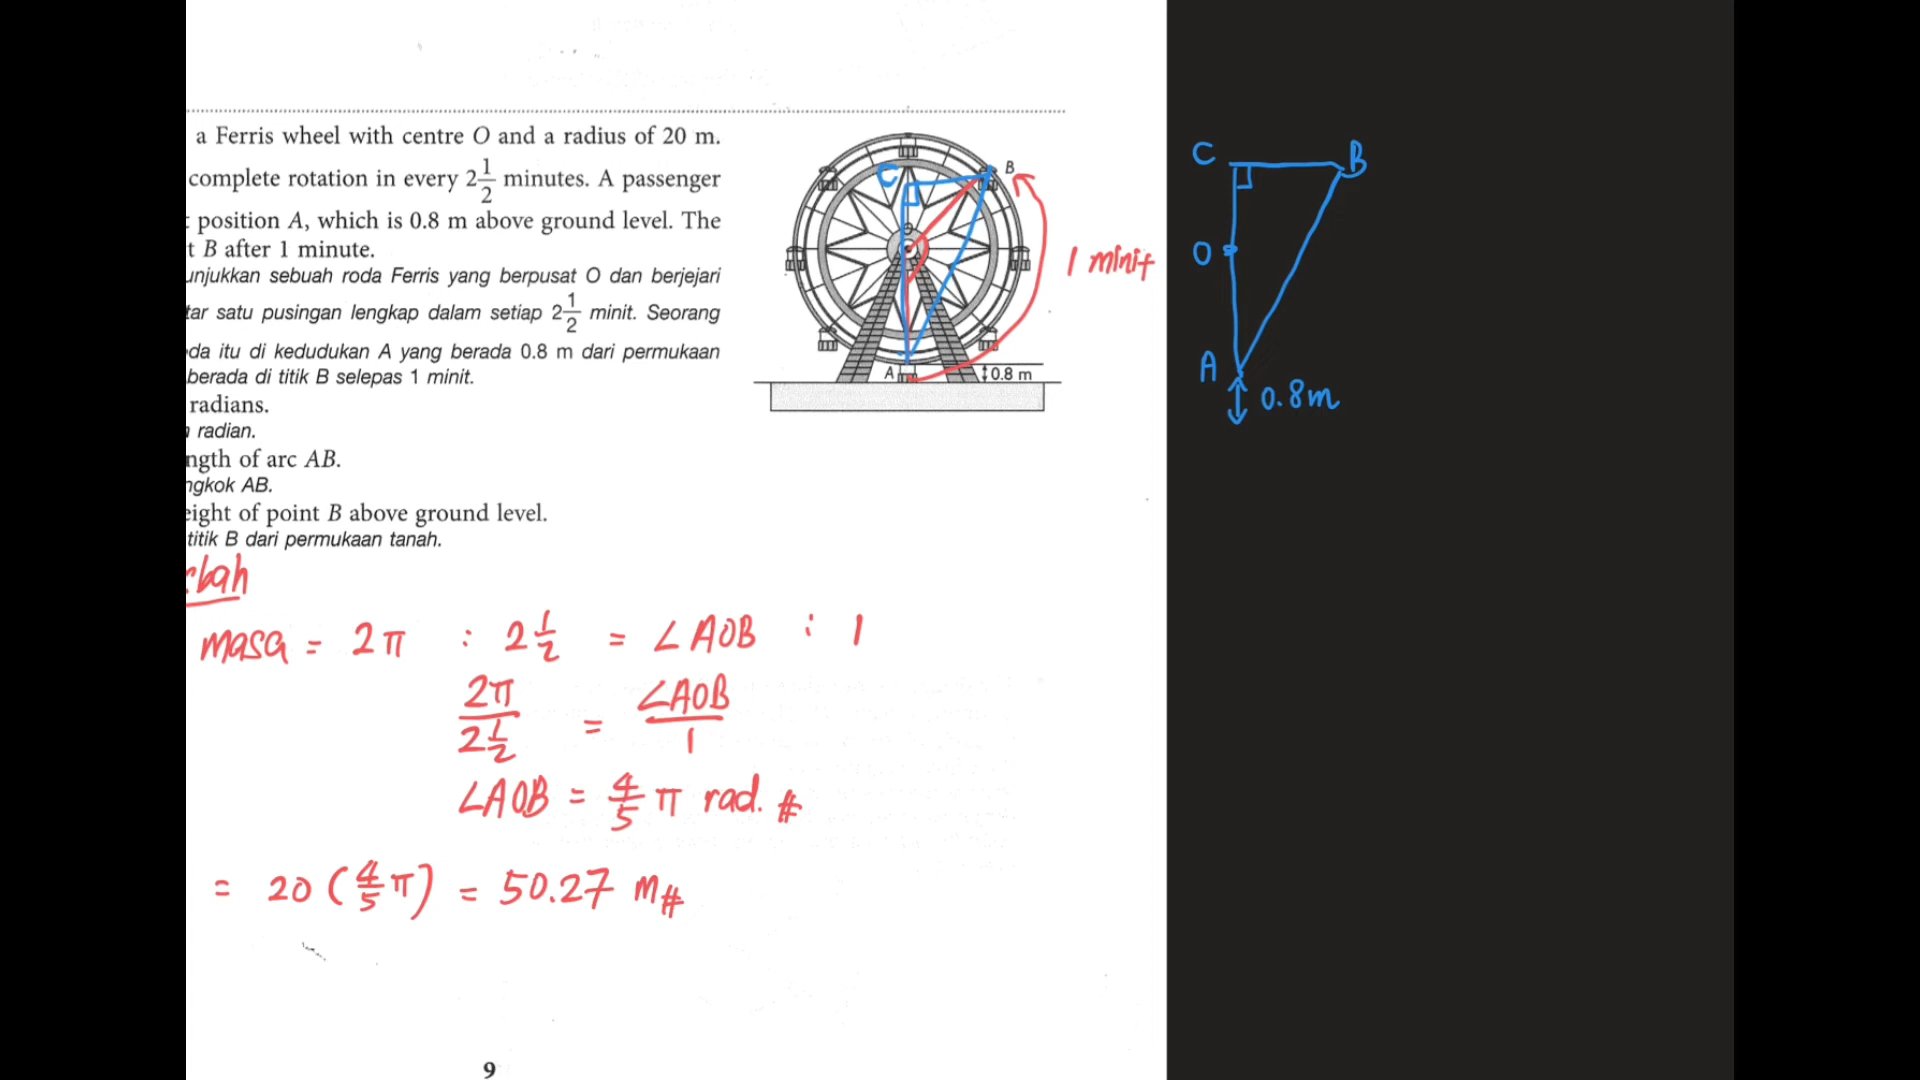 a Ferris wheel with centre O and a radius of 20 m.
complete rotation in every 2 1/2 minutes. A passenger
position A, which is 0.8 m above ground level. The
t B after 1 minute.
unjukkan sebuah roda Ferris yang berpusat O dan berjejari
tar satu pusingan lengkap dalam setiap 2 1/2 minit. Seorang
da itu di kedudukan A yang berada 0.8 m dari permukaan
berada di titik B selepas 1 minit.
radians.
radian.
ngth of arc AB.
ngkok AB.
eight of point B above ground level.
titik B dari permukaan tanah.
C
B
O
1 minit
A
0.8 m
C B
O
A
0.8m
bah
masa = 2π : 2 1/2 = ∠AOB : 1
2π / 2 1/2 = ∠AOB / 1
∠AOB = 4/5 π rad. #
= 20 (4/5 π) = 50.27 m #
9